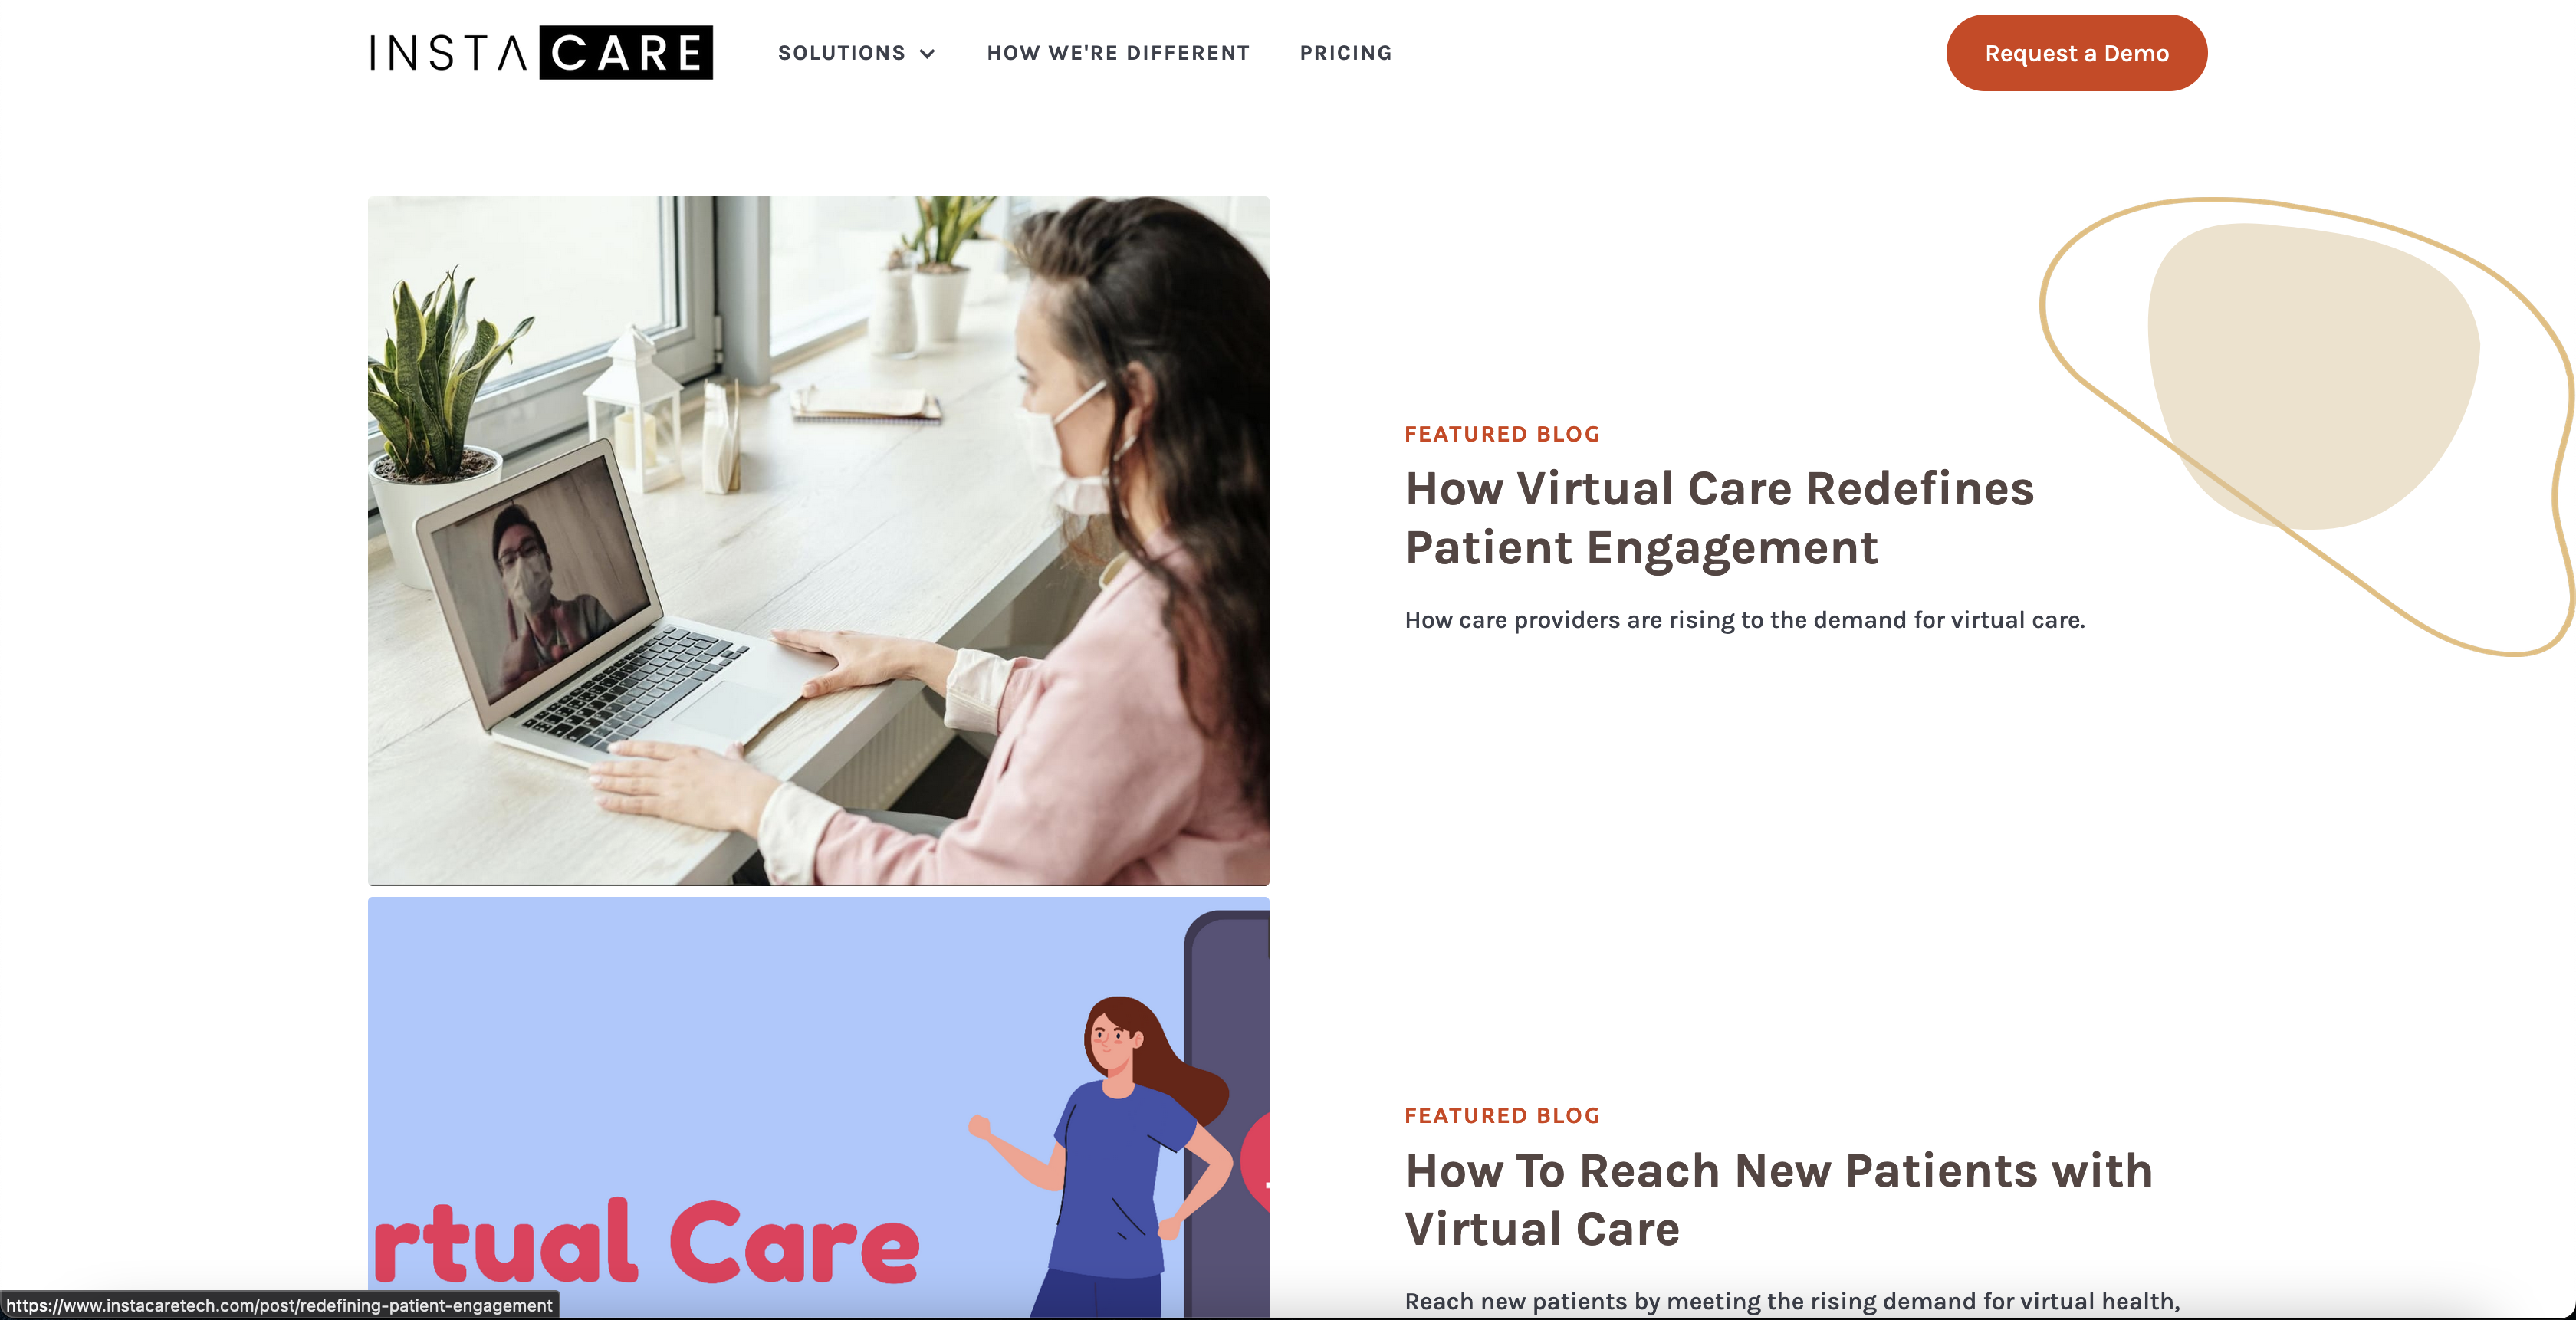 INSTA CARE
SOLUTIONS
HOW WE'RE DIFFERENT
PRICING
Request a Demo
FEATURED BLOG
How Virtual Care Redefines
Patient Engagement
How care providers are rising to the demand for virtual care.
rtual Care
FEATURED BLOG
How To Reach New Patients with
Virtual Care
Reach new patients by meeting the rising demand for virtual health,
https://www.instacaretech.com/post/redefining-patient-engagement